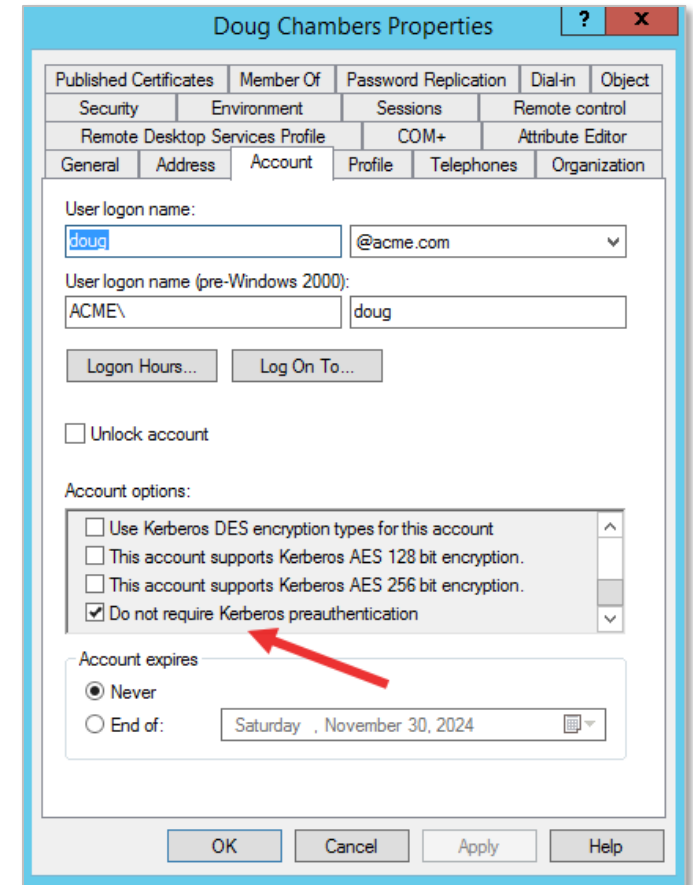 Doug Chambers Properties ? x
Published Certificates Member Of Password Replication Dial-in Object
Security Environment Sessions Remote control
Remote Desktop Services Profile COM+ Attribute Editor
General Address Account Profile Telephones Organization
User logon name:
doug @acme.com
User logon name (pre-Windows 2000):
ACME\ doug
Logon Hours... Log On To...
Unlock account
Account options:
Use Kerberos DES encryption types for this account
This account supports Kerberos AES 128 bit encryption.
This account supports Kerberos AES 256 bit encryption.
Do not require Kerberos preauthentication
Account expires
Never
End of: Saturday , November 30, 2024
OK Cancel Apply Help